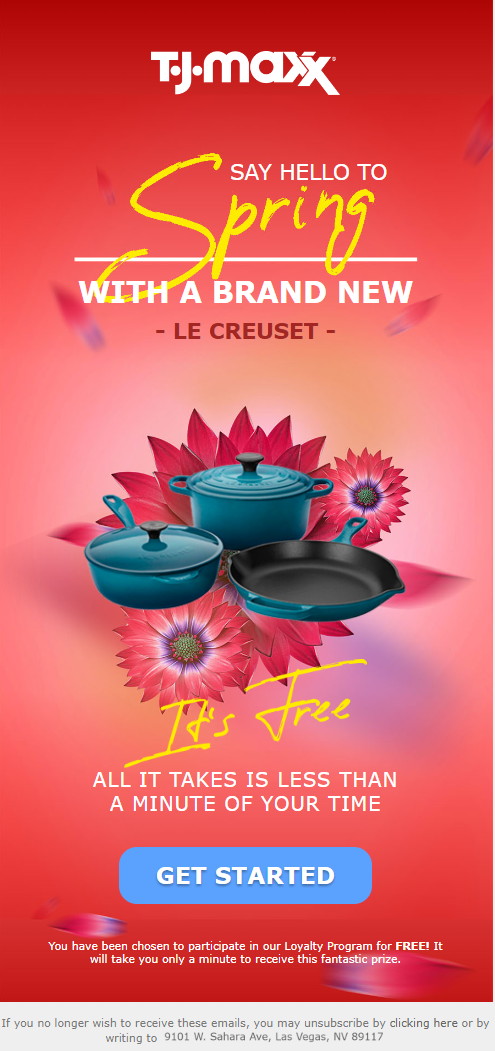 T·J·maxx
SAY HELLO TO
Spring
WITH A BRAND NEW
- LE CREUSET -
It's Free
ALL IT TAKES IS LESS THAN
A MINUTE OF YOUR TIME
GET STARTED
You have been chosen to participate in our Loyalty Program for FREE! It
will take you only a minute to receive this fantastic prize.
If you no longer wish to receive these emails, you may unsubscribe by clicking here or by
writing to 9101 W. Sahara Ave, Las Vegas, NV 89117